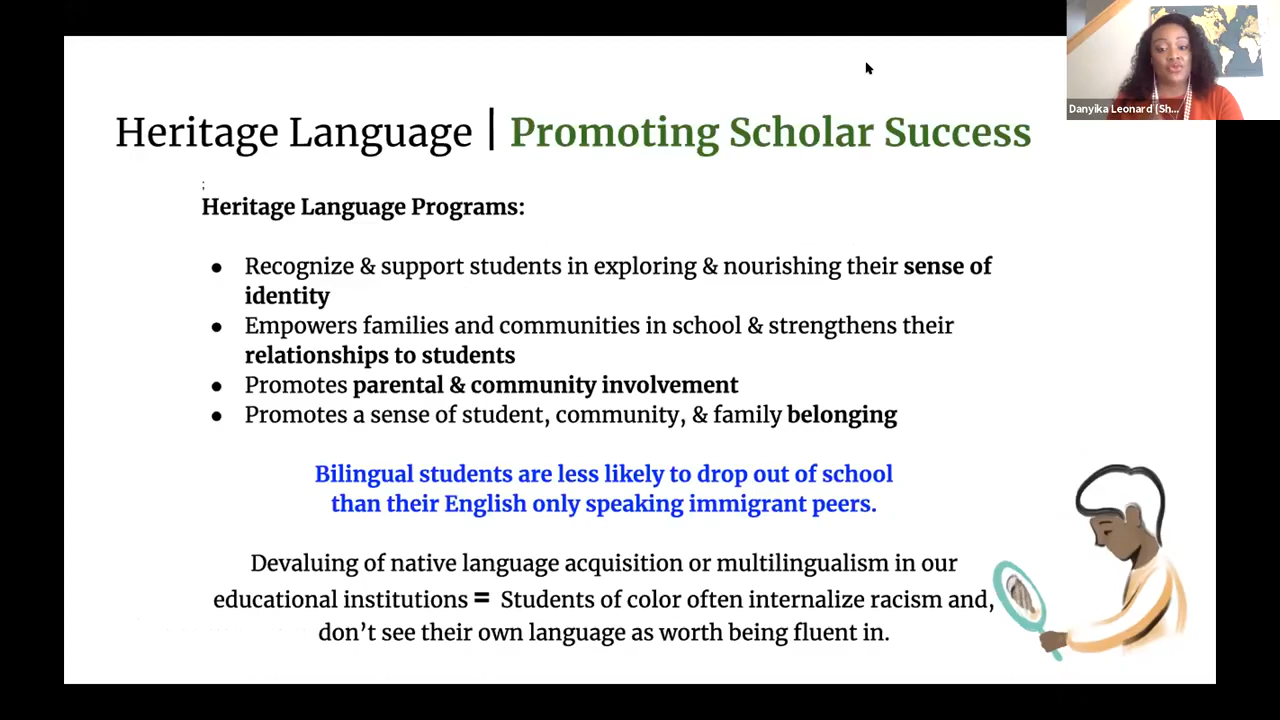 Danyika Leonard (Sh...
Heritage Language | Promoting Scholar Success
;
Heritage Language Programs:
● Recognize & support students in exploring & nourishing their sense of
identity
● Empowers families and communities in school & strengthens their
relationships to students
● Promotes parental & community involvement
● Promotes a sense of student, community, & family belonging
Bilingual students are less likely to drop out of school
than their English only speaking immigrant peers.
Devaluing of native language acquisition or multilingualism in our
educational institutions = Students of color often internalize racism and,
don’t see their own language as worth being fluent in.